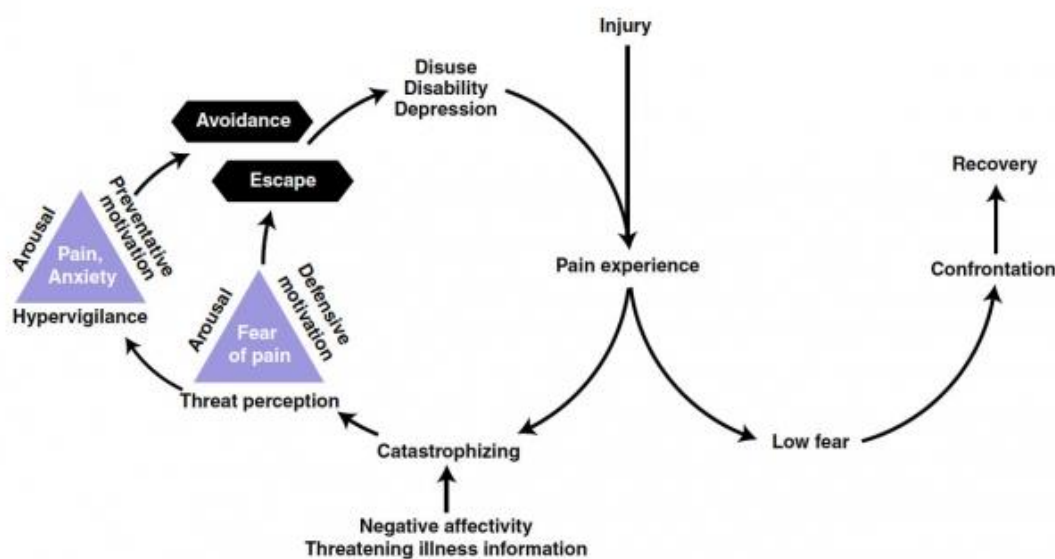 Injury
Disuse
Disability
Depression
Avoidance
Escape
Recovery
Arousal
Pain,
Anxiety
Preventative
motivation
Hypervigilance
Pain experience
Confrontation
Arousal
Fear
of pain
Defensive
motivation
Threat perception
Catastrophizing
Low fear
Negative affectivity
Threatening illness information